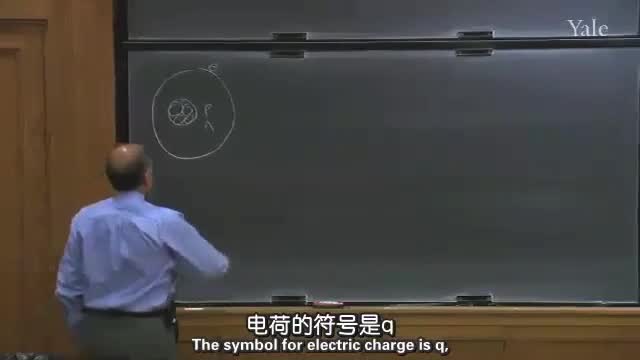 Yale
e
P
n
电荷的符号是q
The symbol for electric charge is q,